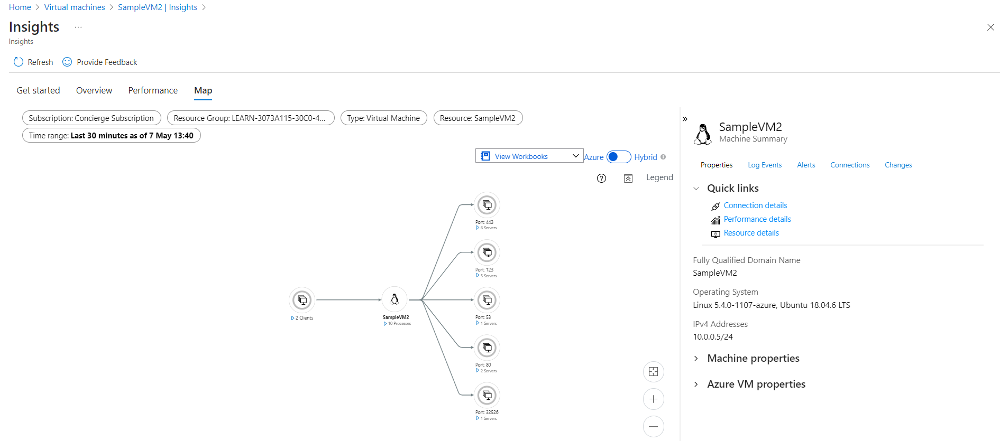 Home > Virtual machines > SampleVM2 | Insights >
Insights ...
Insights
Refresh Provide Feedback
Get started Overview Performance Map
Subscription: Concierge Subscription Resource Group: LEARN-3073A115-30C0-4... Type: Virtual Machine Resource: SampleVM2
Time range: Last 30 minutes as of 7 May 13:40
View Workbooks Azure Hybrid
Legend
Port: 443
6 Servers
Port: 123
5 Servers
2 Clients
SampleVM2
10 Processes
Port: 53
1 Servers
Port: 80
2 Servers
Port: 32526
1 Servers
SampleVM2
Machine Summary
Properties Log Events Alerts Connections Changes
Quick links
Connection details
Performance details
Resource details
Fully Qualified Domain Name
SampleVM2
Operating System
Linux 5.4.0-1107-azure, Ubuntu 18.04.6 LTS
IPv4 Addresses
10.0.0.5/24
Machine properties
Azure VM properties